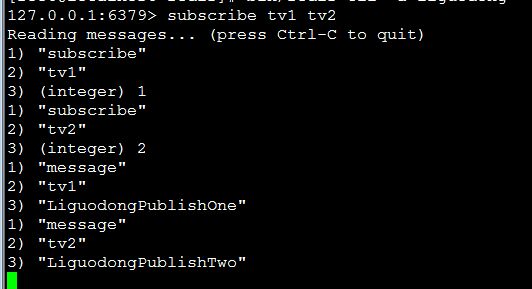 127.0.0.1:6379> subscribe tv1 tv2
Reading messages... (press Ctrl-C to quit)
1) "subscribe"
2) "tv1"
3) (integer) 1
1) "subscribe"
2) "tv2"
3) (integer) 2
1) "message"
2) "tv1"
3) "LiguodongPublishOne"
1) "message"
2) "tv2"
3) "LiguodongPublishTwo"